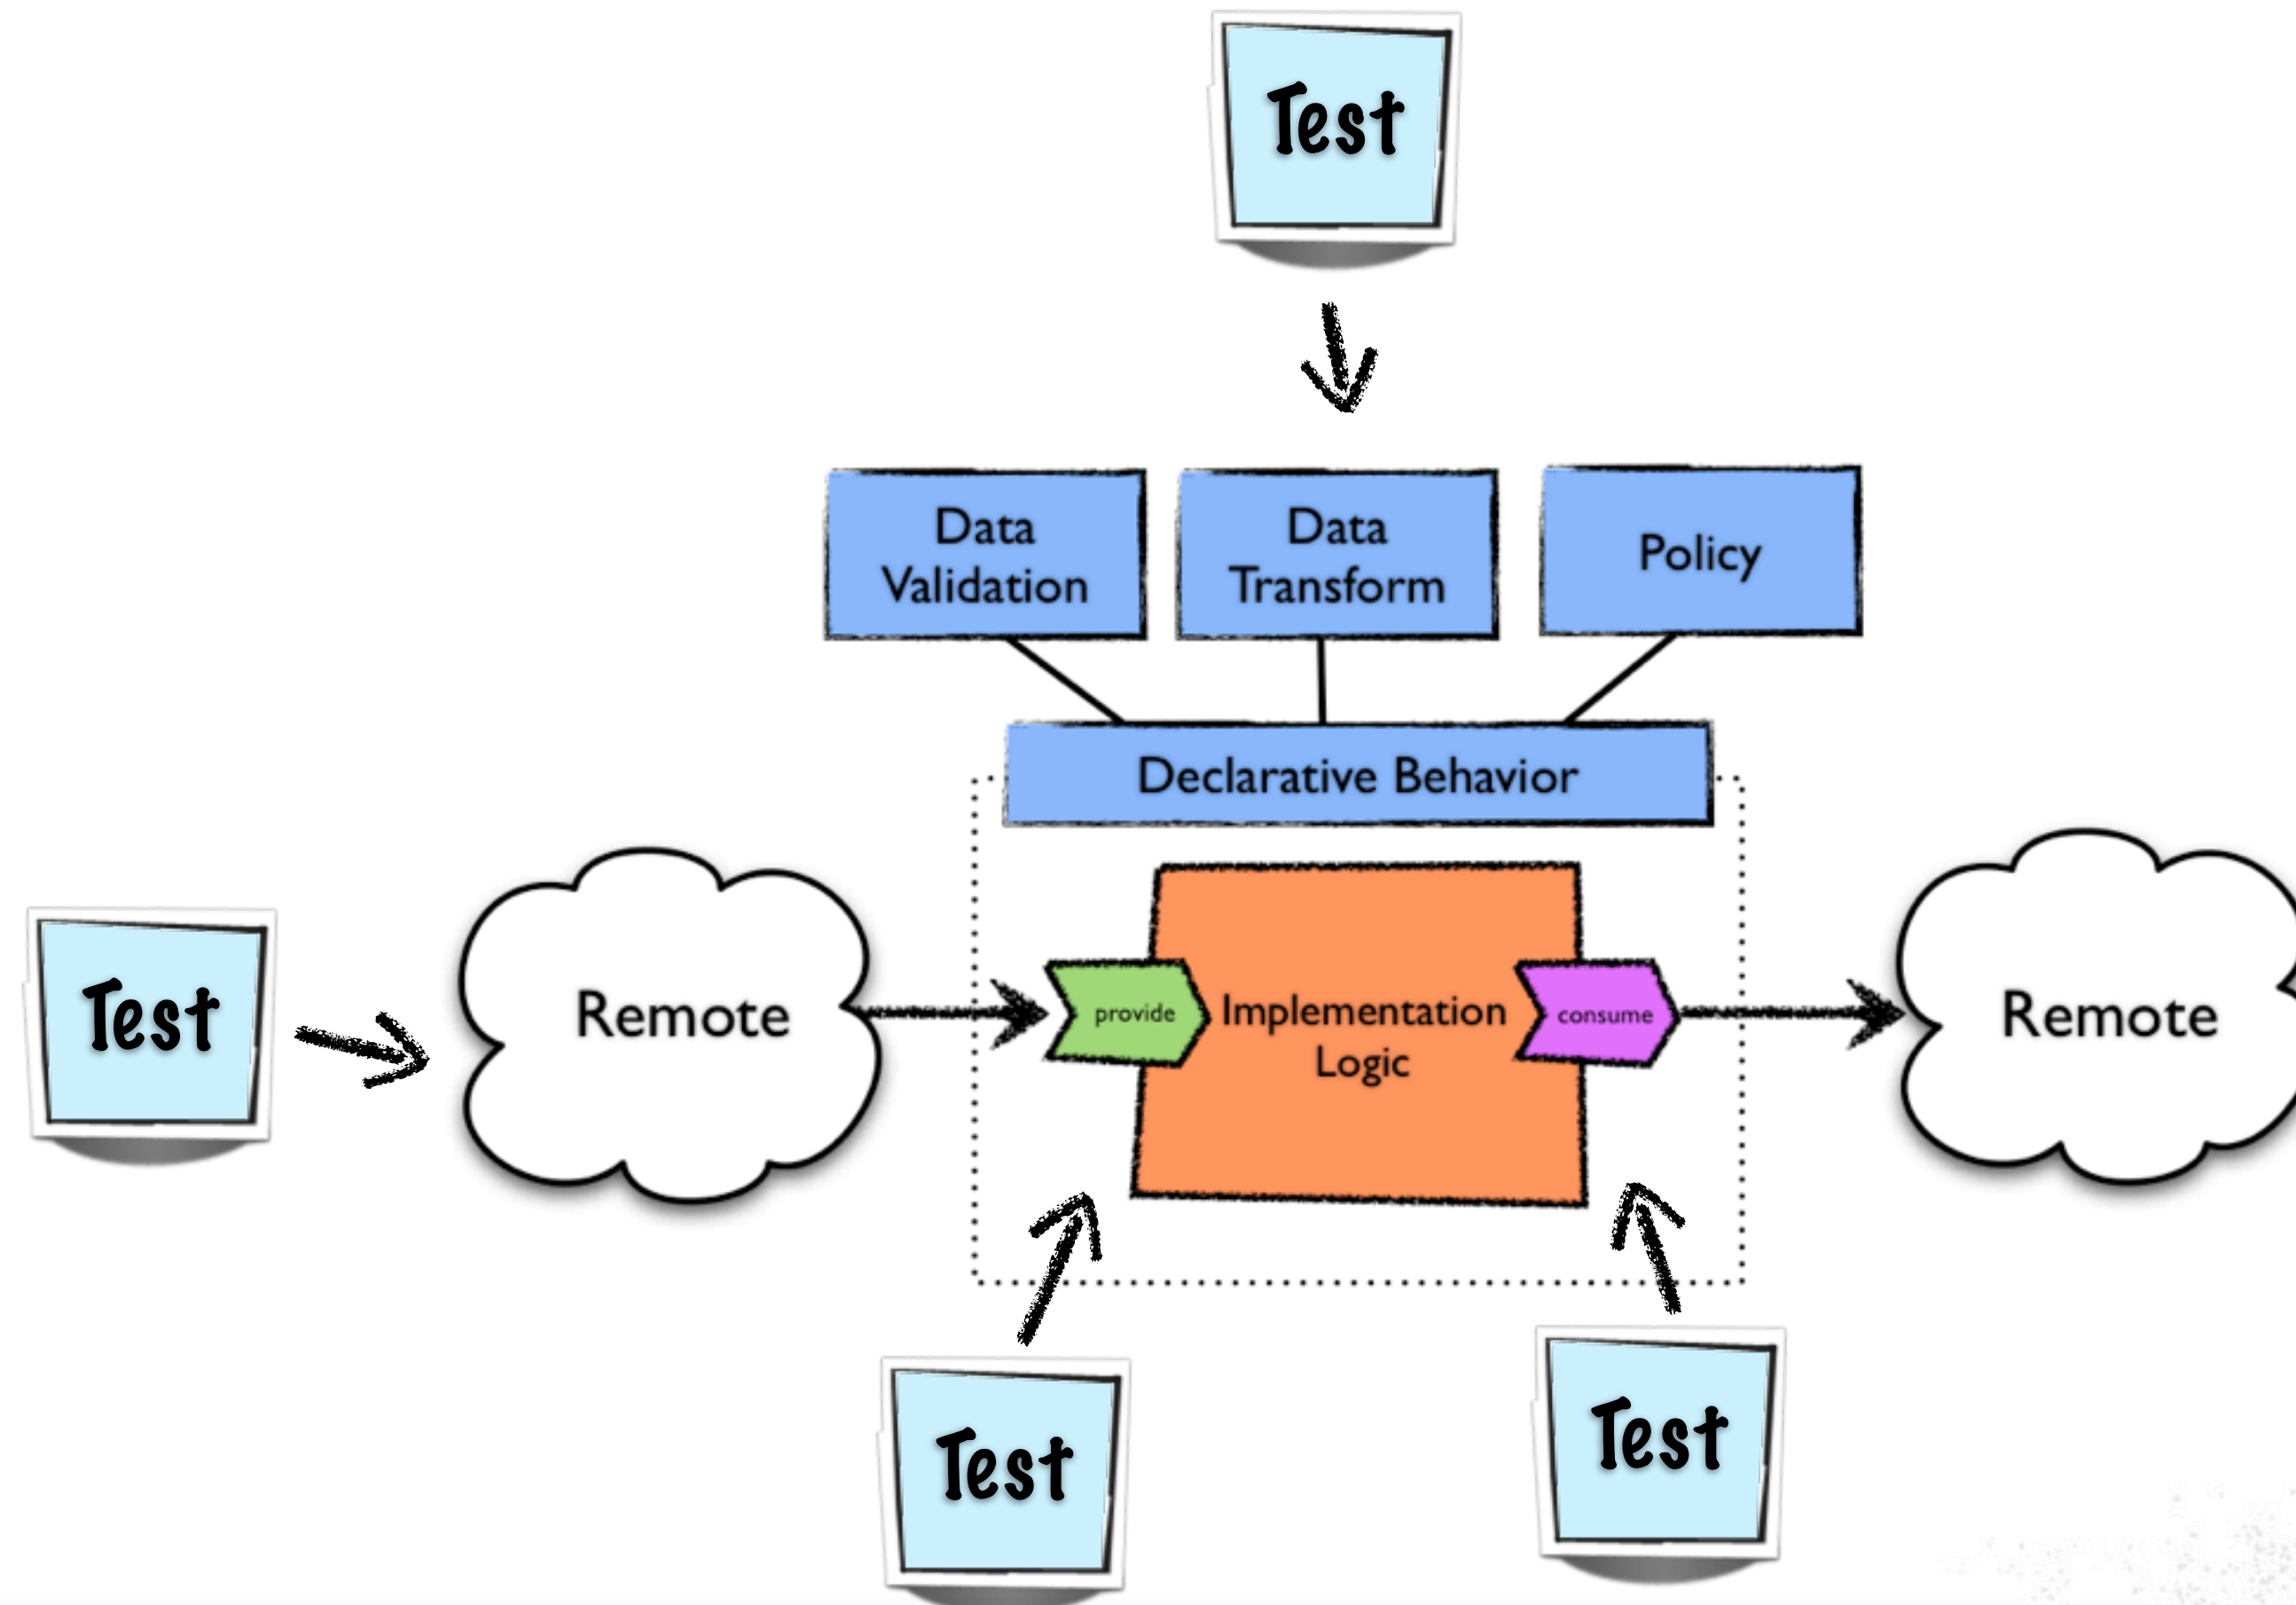 Test
Data
Validation
Data
Transform
Policy
Declarative Behavior
Test
Remote
provide
Implementation
Logic
consume
Remote
Test
Test